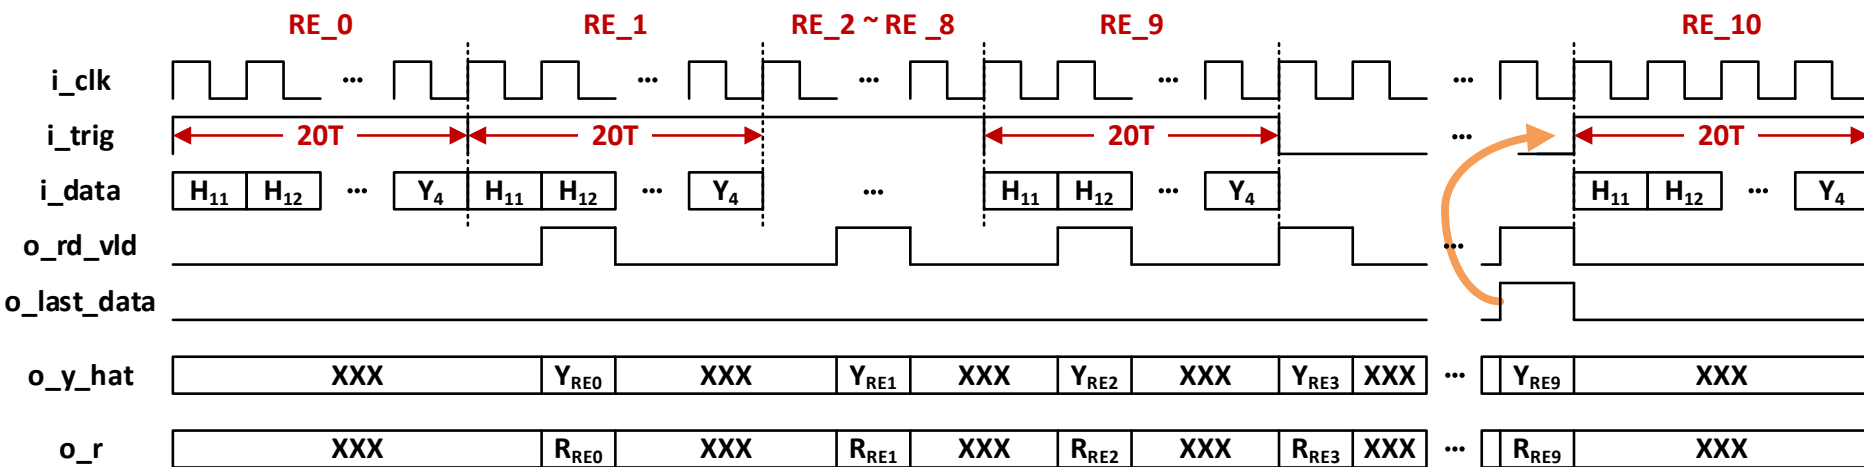 RE_0 RE_1 RE_2 ~ RE _8 RE_9 RE_10
i_clk ... ... ... ... ...
i_trig 20T 20T 20T ... 20T
i_data H11 H12 ... Y4 H11 H12 ... Y4 ... H11 H12 ... Y4 H11 H12 ... Y4
o_rd_vld ...
o_last_data
o_y_hat XXX YRE0 XXX YRE1 XXX YRE2 XXX YRE3 XXX ... YRE9 XXX
o_r XXX RRE0 XXX RRE1 XXX RRE2 XXX RRE3 XXX ... RRE9 XXX